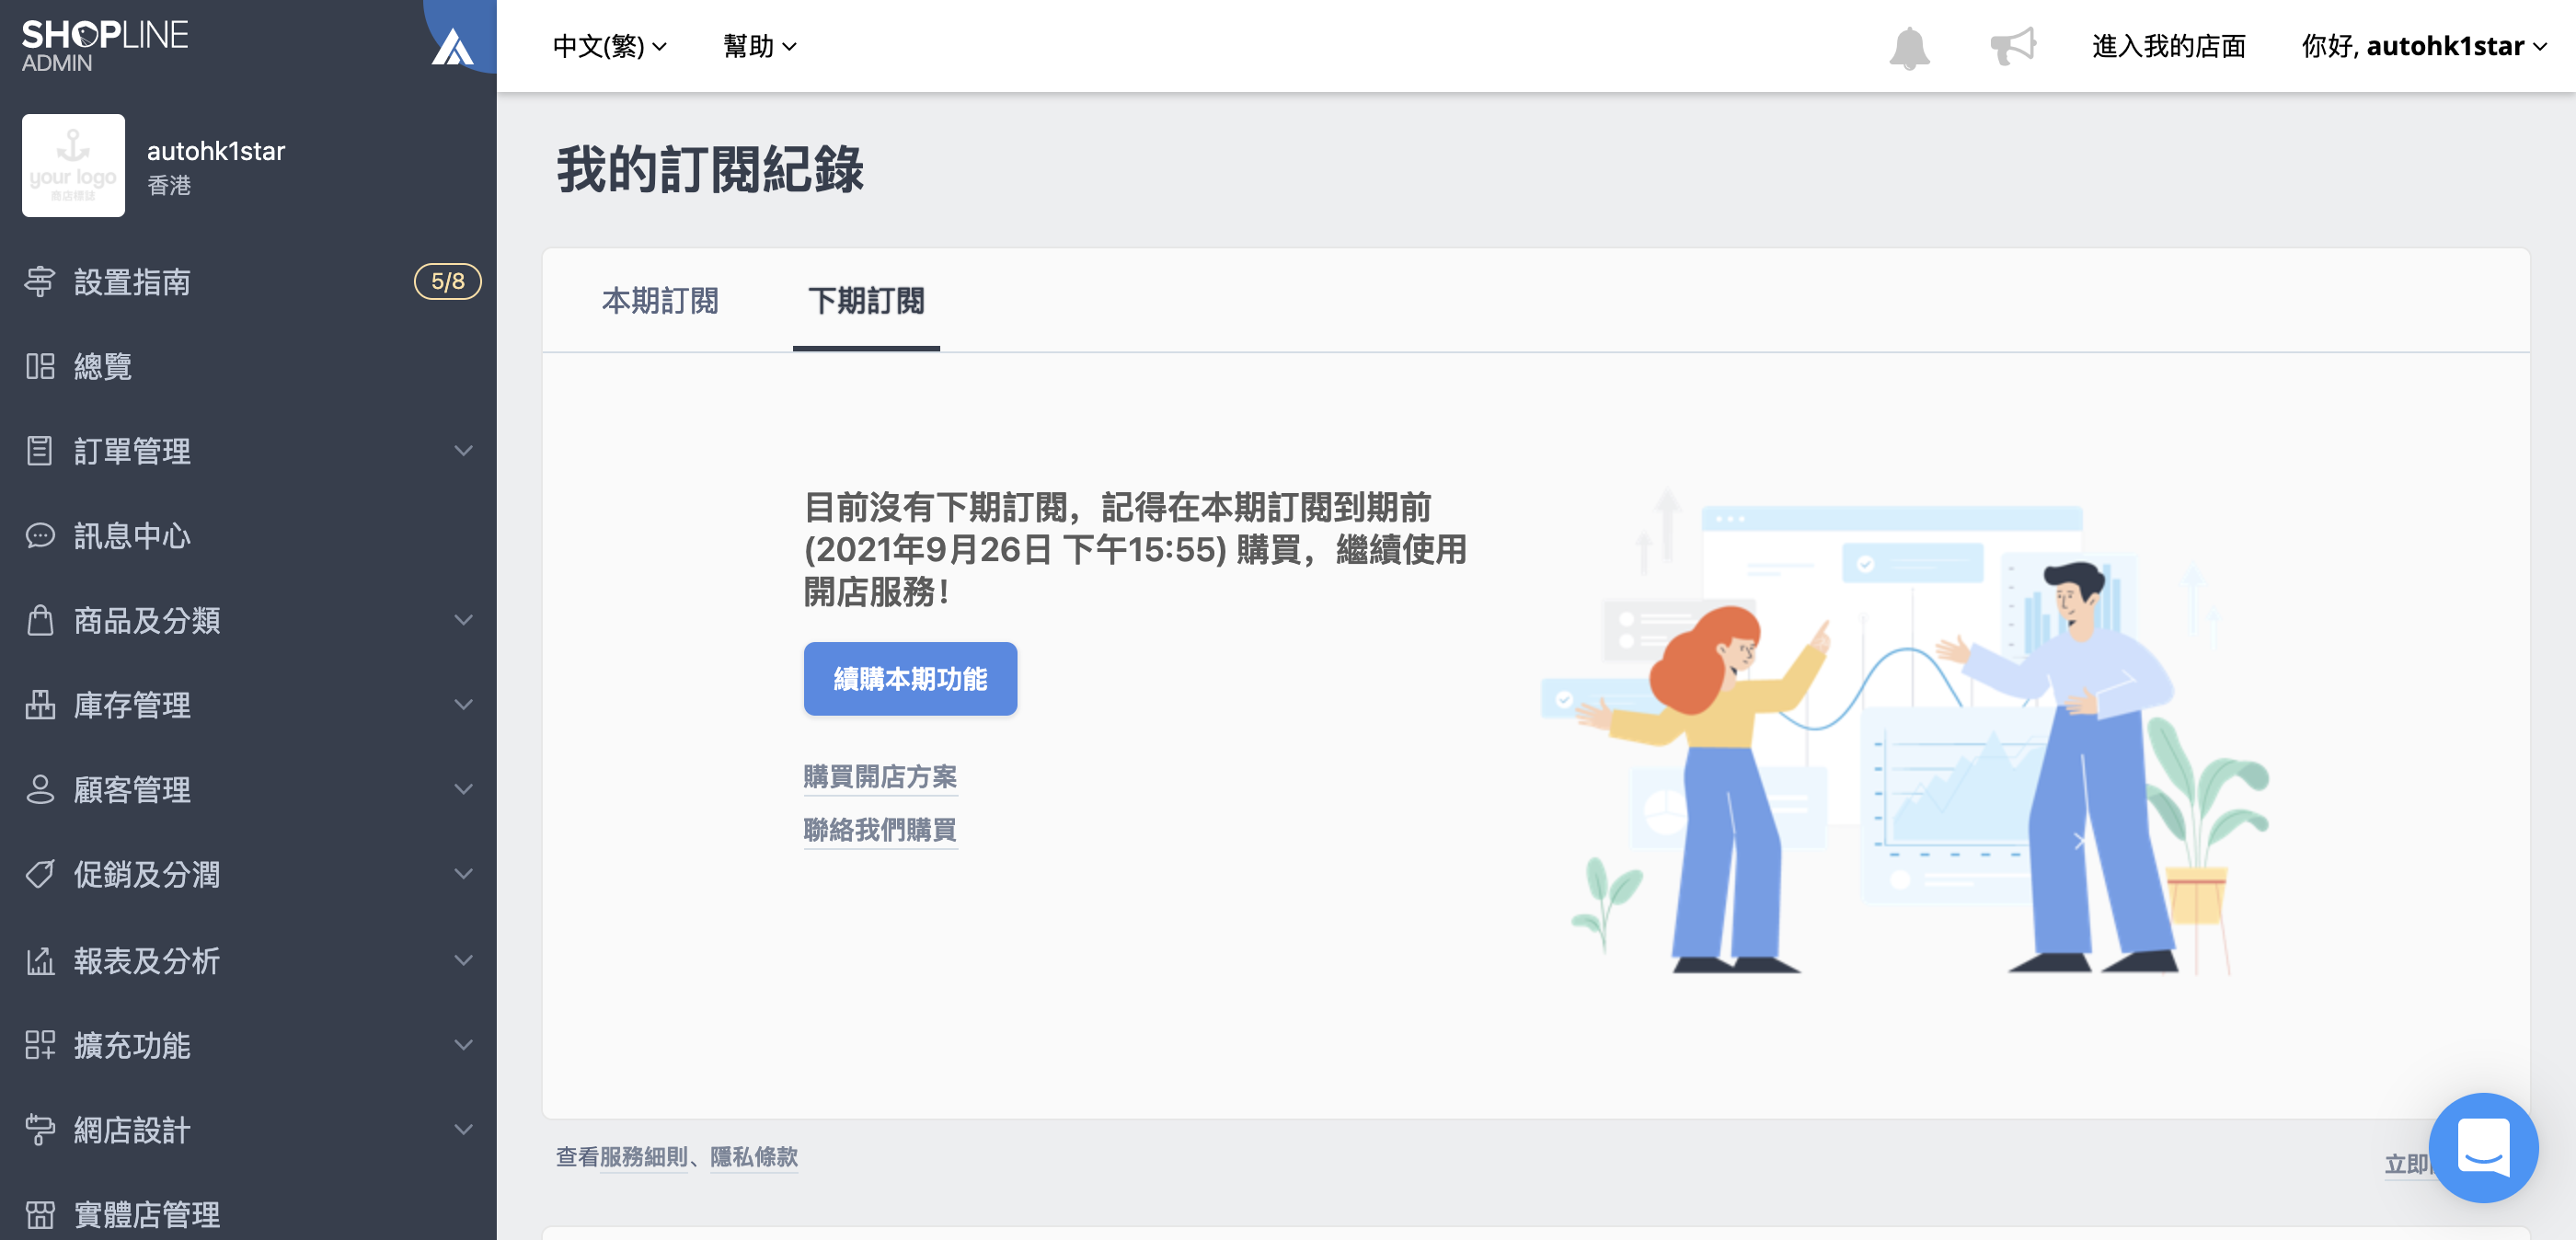 SHOPLINE
ADMIN
中文(繁)
幫助
進入我的店面
你好, autohk1star
your logo
商店標誌
autohk1star
香港
設置指南
5/8
總覽
訂單管理
訊息中心
商品及分類
庫存管理
顧客管理
促銷及分潤
報表及分析
擴充功能
網店設計
實體店管理
我的訂閱紀錄
本期訂閱
下期訂閱
目前沒有下期訂閱，記得在本期訂閱到期前
(2021年9月26日 下午15:55) 購買，繼續使用
開店服務！
續購本期功能
購買開店方案
聯絡我們購買
查看服務細則、隱私條款
立即